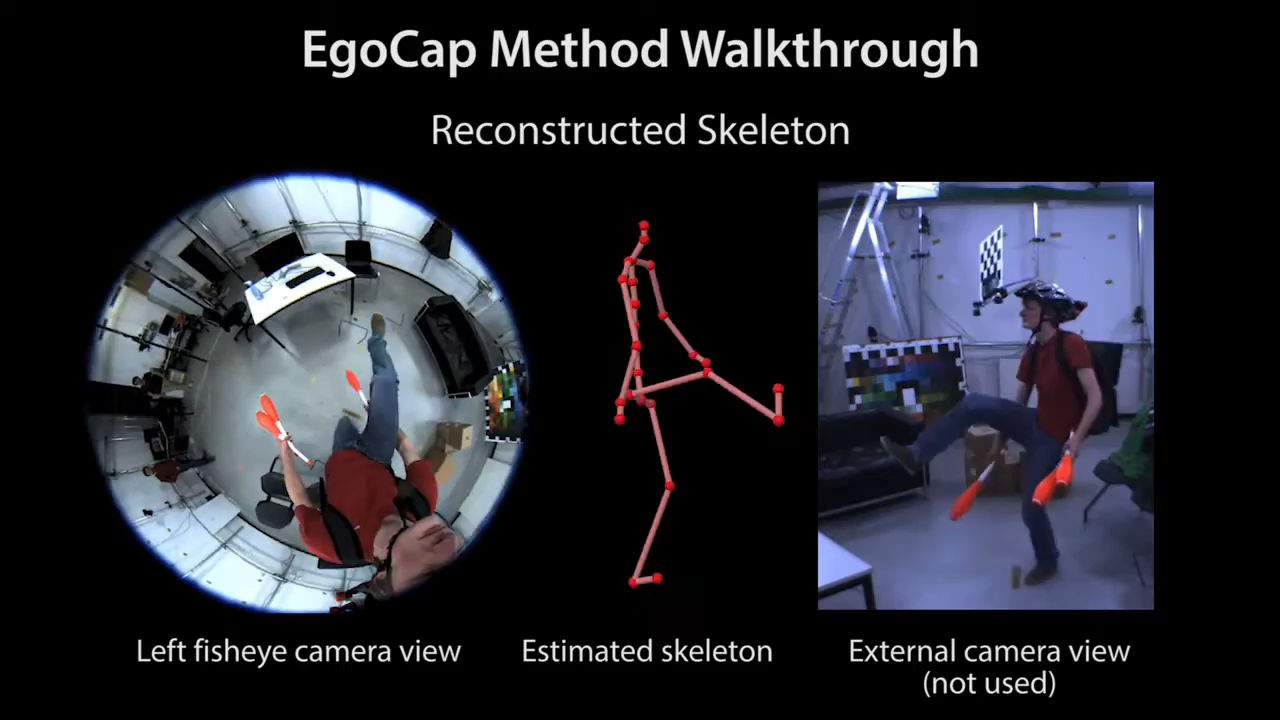 EgoCap Method Walkthrough
Reconstructed Skeleton
Left fisheye camera view
Estimated skeleton
External camera view
(not used)